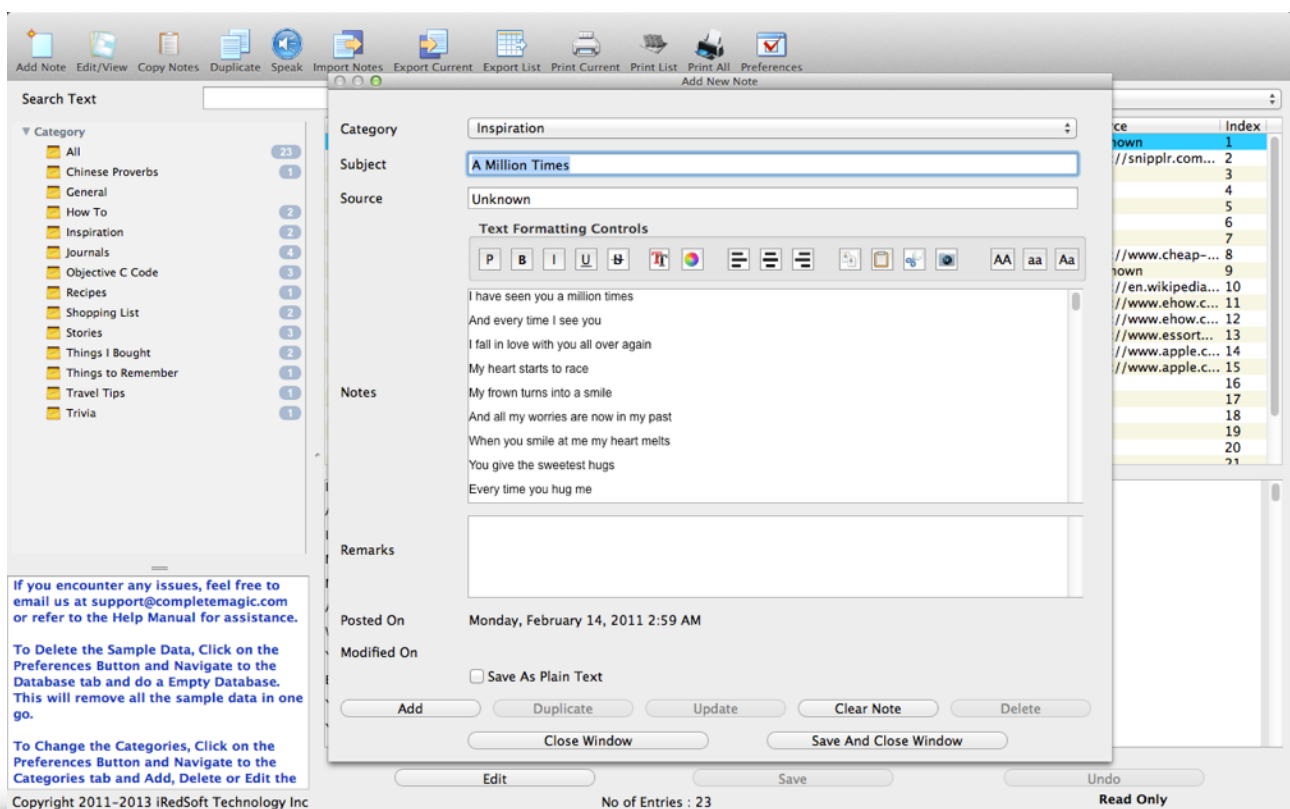 Add Note Edit/View Copy Notes Duplicate Speak Import Notes Export Current Export List Print Current Print List Print All Preferences
Add New Note
Search Text
Category
All 23
Chinese Proverbs 1
General
How To 2
Inspiration 2
Journals 4
Objective C Code 3
Recipes 1
Shopping List 2
Stories 3
Things I Bought 2
Things to Remember 1
Travel Tips 1
Trivia 1
If you encounter any issues, feel free to
email us at support@completemagic.com
or refer to the Help Manual for assistance.
To Delete the Sample Data, Click on the
Preferences Button and Navigate to the
Database tab and do a Empty Database.
This will remove all the sample data in one
go.
To Change the Categories, Click on the
Preferences Button and Navigate to the
Categories tab and Add, Delete or Edit the
Category Inspiration
Subject A Million Times
Source Unknown
Text Formatting Controls
P B I U B TT AA aa Aa
Notes
I have seen you a million times
And every time I see you
I fall in love with you all over again
My heart starts to race
My frown turns into a smile
And all my worries are now in my past
When you smile at me my heart melts
You give the sweetest hugs
Every time you hug me
Remarks
Posted On Monday, February 14, 2011 2:59 AM
Modified On
Save As Plain Text
Add Duplicate Update Clear Note Delete
Close Window Save And Close Window
ce Index
nown 1
://snipplr.com... 2
3
4
5
6
7
://www.cheap-... 8
nown 9
://en.wikipedia... 10
://www.ehow.c... 11
://www.ehow.c... 12
://www.essort... 13
://www.apple.c... 14
://www.apple.c... 15
16
17
18
19
20
21
Edit Save Undo
Copyright 2011-2013 iRedSoft Technology Inc No of Entries : 23 Read Only